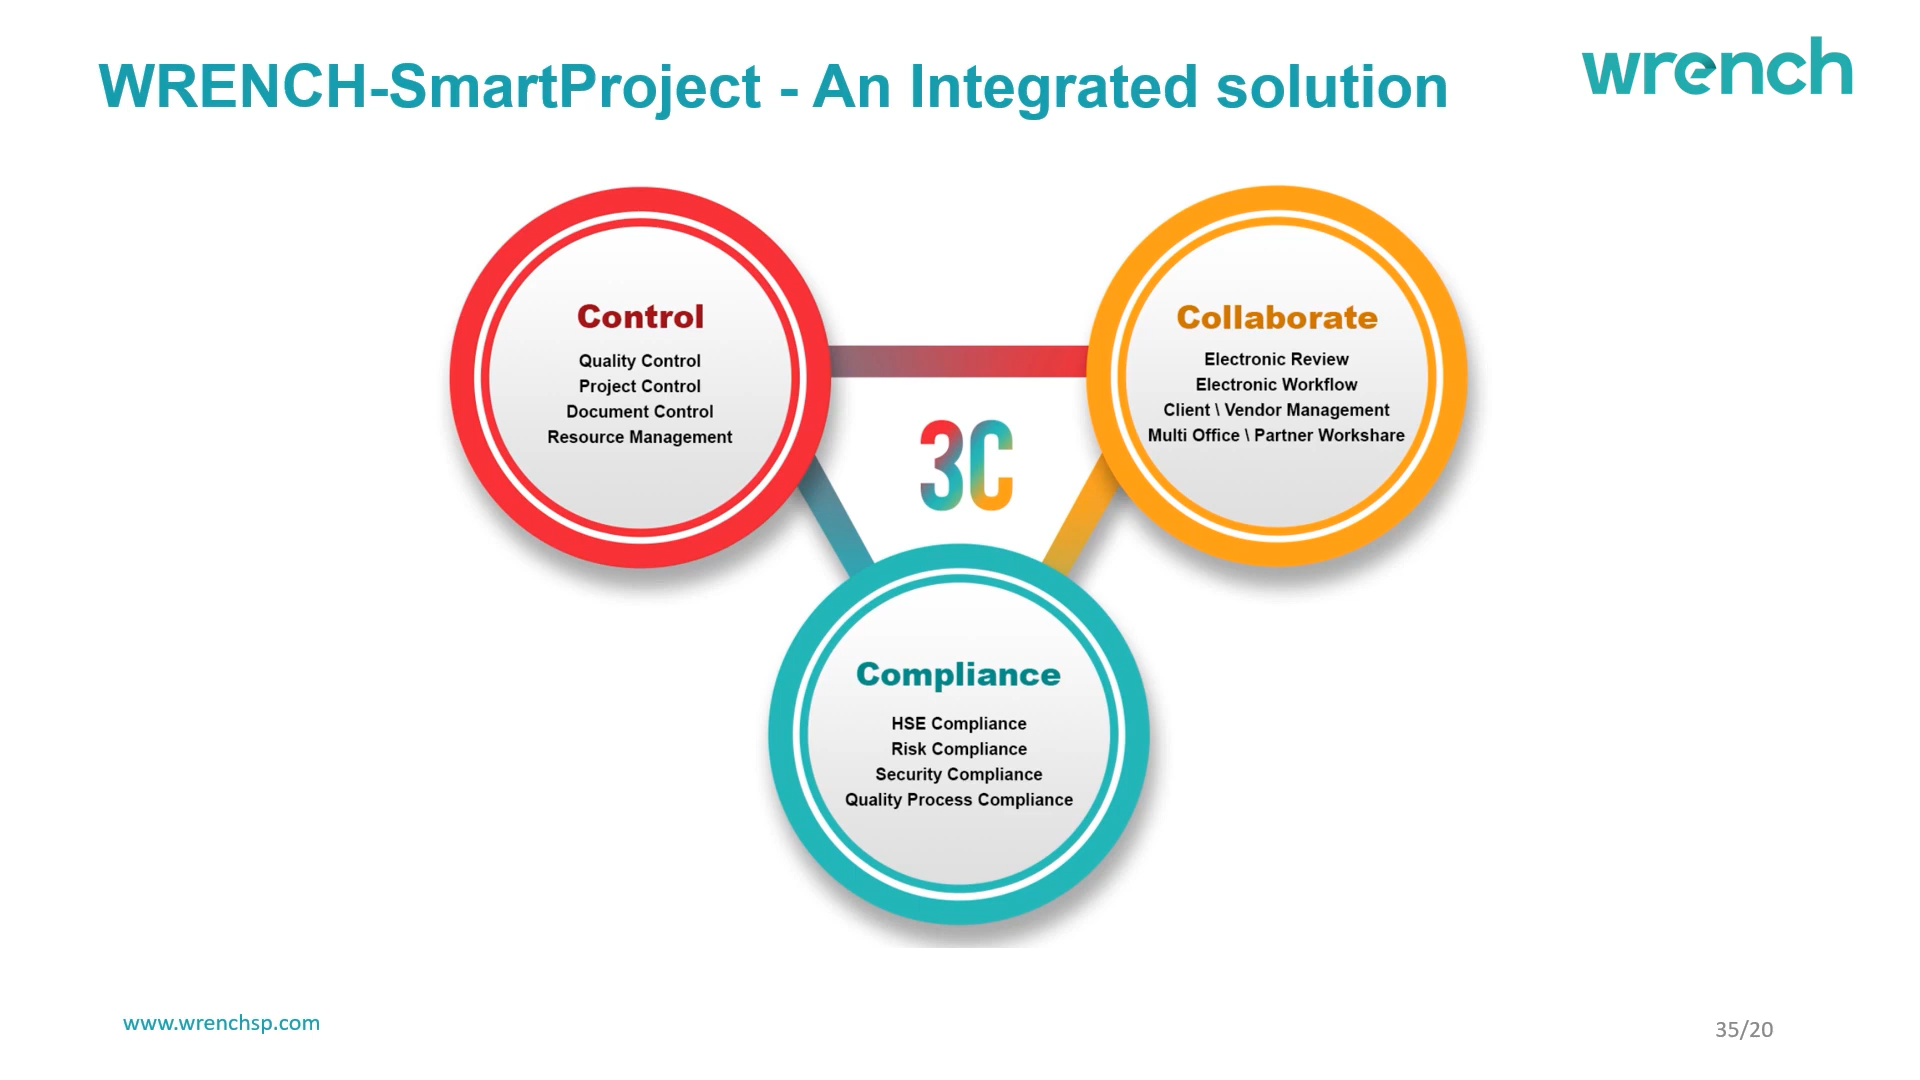 WRENCH-SmartProject - An Integrated solution
wrench
Control
Quality Control
Project Control
Document Control
Resource Management
Collaborate
Electronic Review
Electronic Workflow
Client \ Vendor Management
Multi Office \ Partner Workshare
3C
Compliance
HSE Compliance
Risk Compliance
Security Compliance
Quality Process Compliance
www.wrenchsp.com
35/20